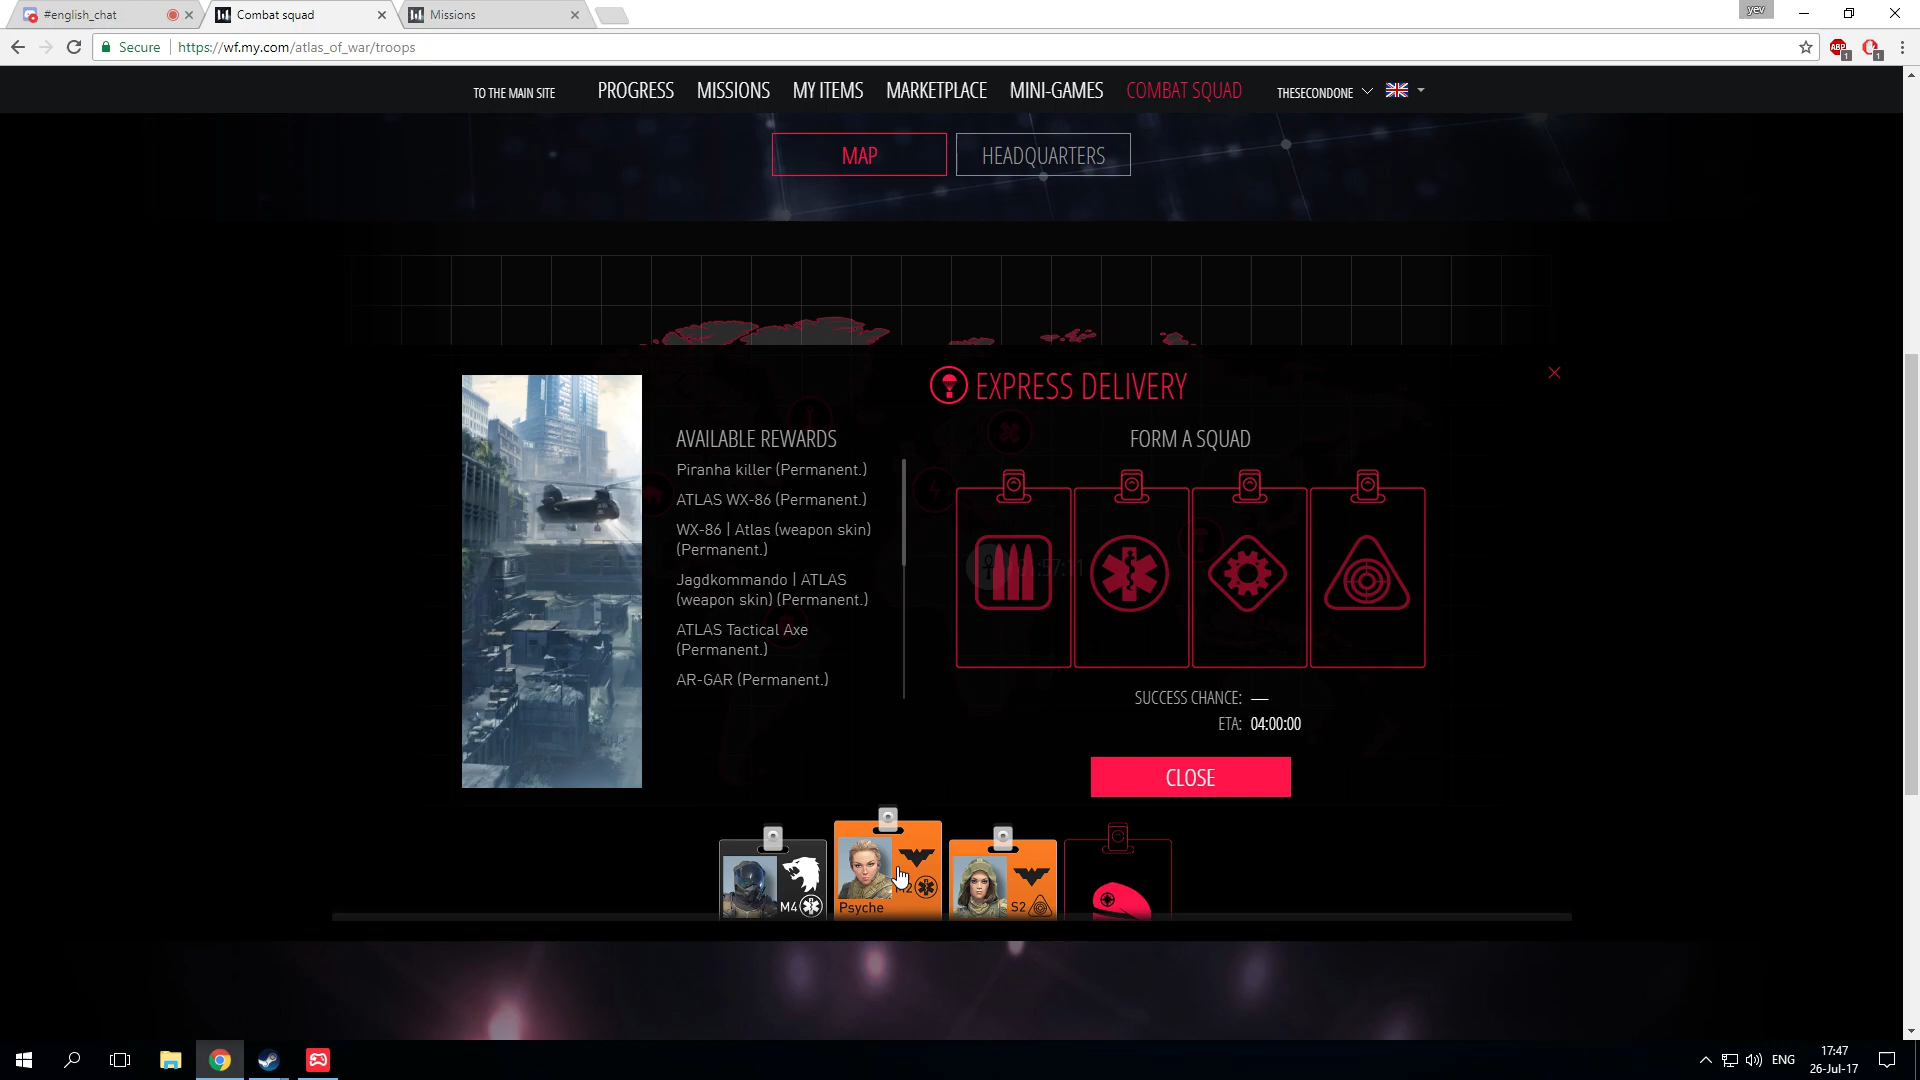 #english_chat
Combat squad
Missions
yev
Secure
https://wf.my.com/atlas_of_war/troops
ABP
1
1
TO THE MAIN SITE
PROGRESS
MISSIONS
MY ITEMS
MARKETPLACE
MINI-GAMES
COMBAT SQUAD
THESECONDONE
MAP
HEADQUARTERS
EXPRESS DELIVERY
AVAILABLE REWARDS
Piranha killer (Permanent.)
ATLAS WX-86 (Permanent.)
WX-86 | Atlas (weapon skin)
(Permanent.)
Jagdkommando | ATLAS
(weapon skin) (Permanent.)
ATLAS Tactical Axe
(Permanent.)
AR-GAR (Permanent.)
FORM A SQUAD
SUCCESS CHANCE: —
ETA: 04:00:00
CLOSE
M4
Psyche
S2
ENG
17:47
26-Jul-17